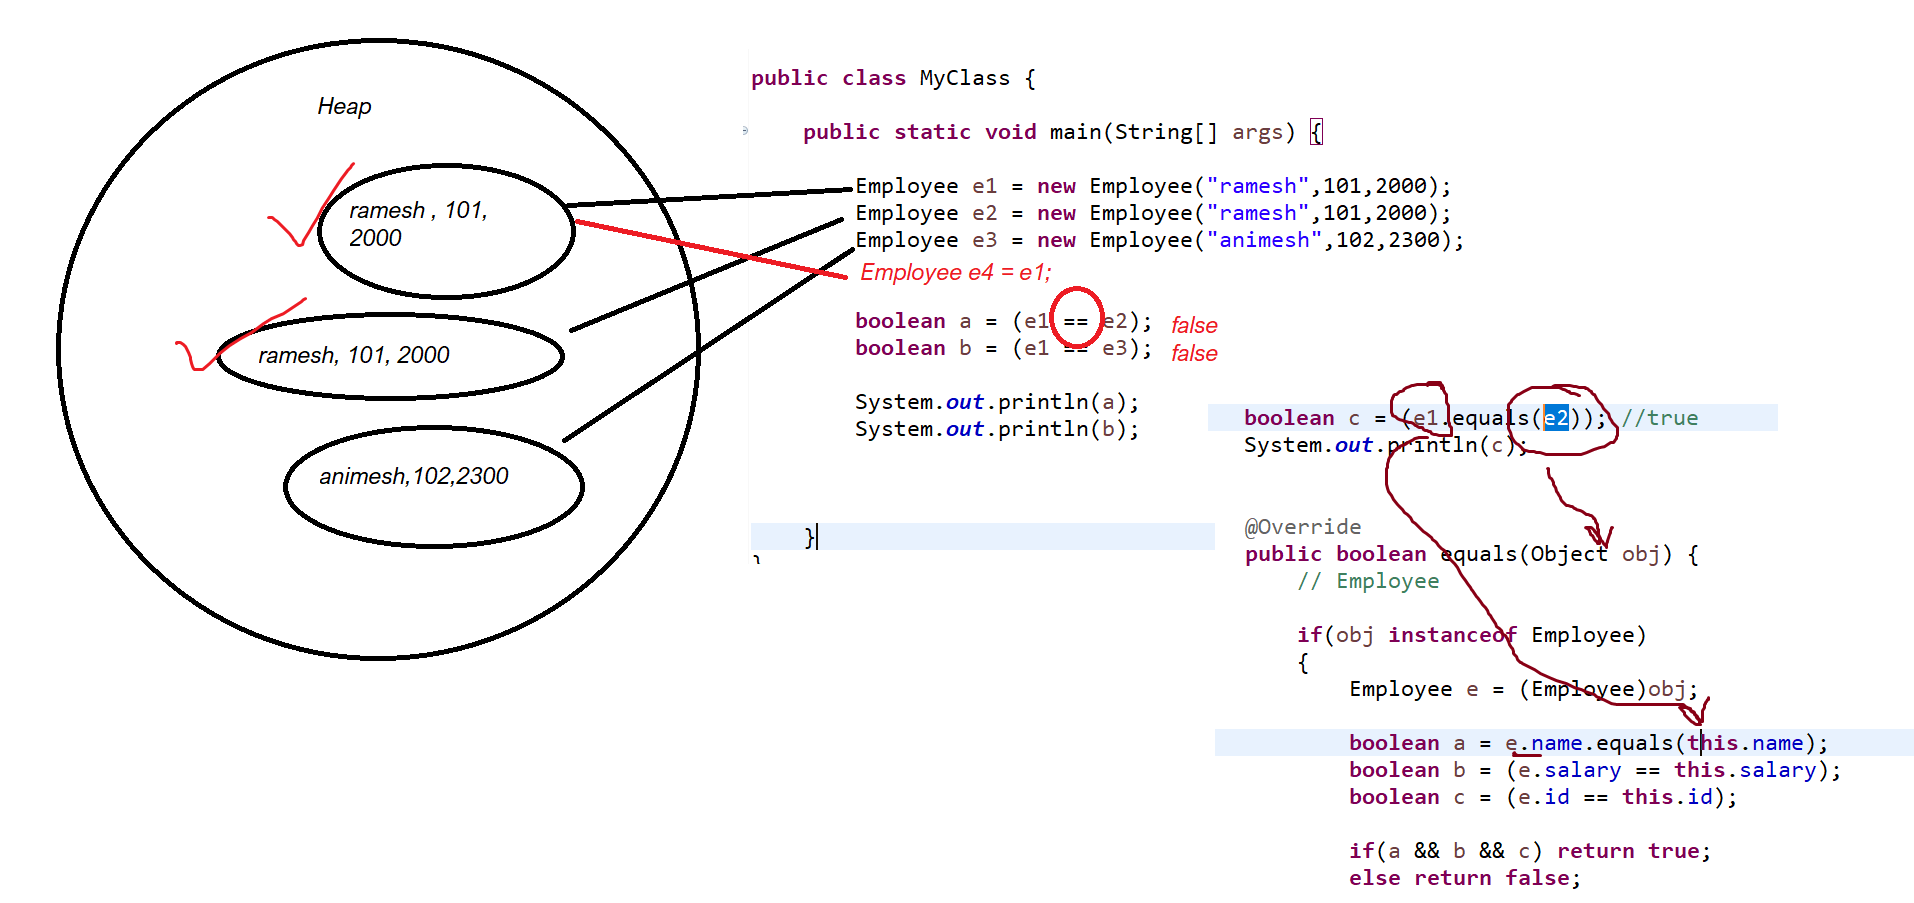 Heap
ramesh , 101,
2000
ramesh, 101, 2000
animesh,102,2300
public class MyClass {
public static void main(String[] args) {
Employee e1 = new Employee("ramesh",101,2000);
Employee e2 = new Employee("ramesh",101,2000);
Employee e3 = new Employee("animesh",102,2300);
Employee e4 = e1;
boolean a = (e1 == e2); false
boolean b = (e1 == e3); false
System.out.println(a);
System.out.println(b);
}
}
boolean c = (e1.equals(e2)); //true
System.out.println(c);
@Override
public boolean equals(Object obj) {
// Employee
if(obj instanceof Employee)
{
Employee e = (Employee)obj;
boolean a = e.name.equals(this.name);
boolean b = (e.salary == this.salary);
boolean c = (e.id == this.id);
if(a && b && c) return true;
else return false;